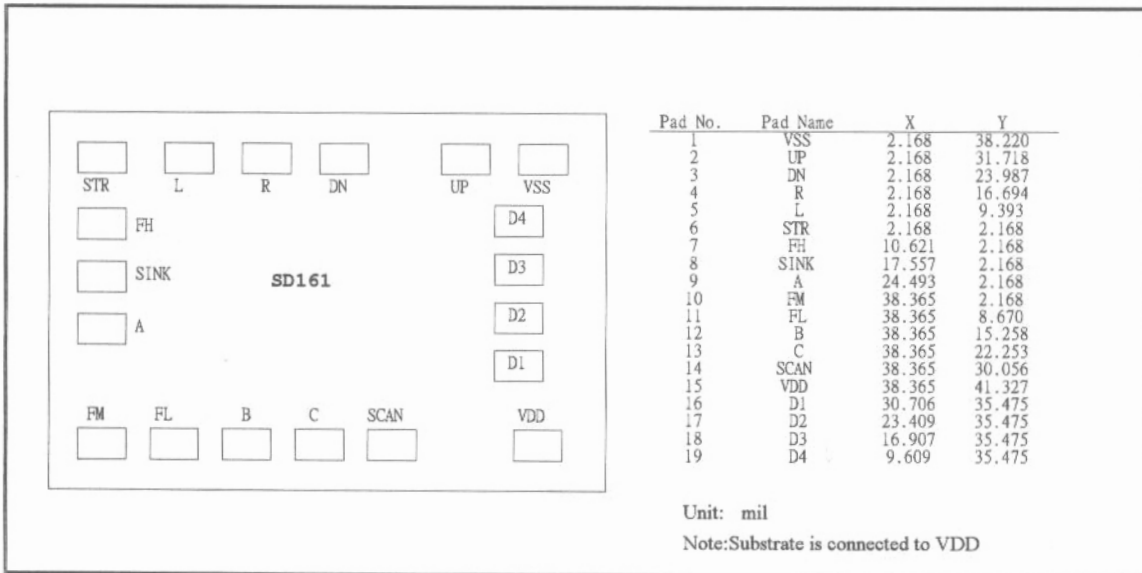 STR L R DN UP VSS
FH D4
SINK SD161 D3
A D2
D1
FM FL B C SCAN VDD
Pad No. Pad Name X Y
1 VSS 2.168 38.220
2 UP 2.168 31.718
3 DN 2.168 23.987
4 R 2.168 16.694
5 L 2.168 9.393
6 STR 2.168 2.168
7 FH 10.621 2.168
8 SINK 17.557 2.168
9 A 24.493 2.168
10 FM 38.365 2.168
11 FL 38.365 8.670
12 B 38.365 15.258
13 C 38.365 22.253
14 SCAN 38.365 30.056
15 VDD 38.365 41.327
16 D1 30.706 35.475
17 D2 23.409 35.475
18 D3 16.907 35.475
19 D4 9.609 35.475
Unit: mil
Note:Substrate is connected to VDD